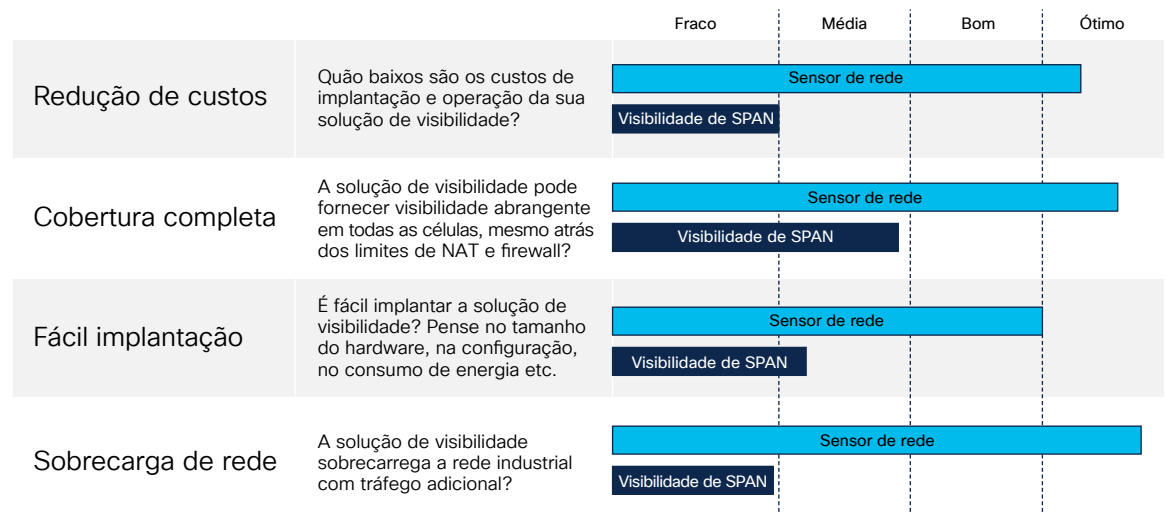 Fraco Média Bom Ótimo
Redução de custos
Quão baixos são os custos de
implantação e operação da sua
solução de visibilidade?
Sensor de rede
Visibilidade de SPAN
Cobertura completa
A solução de visibilidade pode
fornecer visibilidade abrangente
em todas as células, mesmo atrás
dos limites de NAT e firewall?
Sensor de rede
Visibilidade de SPAN
Fácil implantação
É fácil implantar a solução de
visibilidade? Pense no tamanho
do hardware, na configuração,
no consumo de energia etc.
Sensor de rede
Visibilidade de SPAN
Sobrecarga de rede
A solução de visibilidade
sobrecarrega a rede industrial
com tráfego adicional?
Sensor de rede
Visibilidade de SPAN